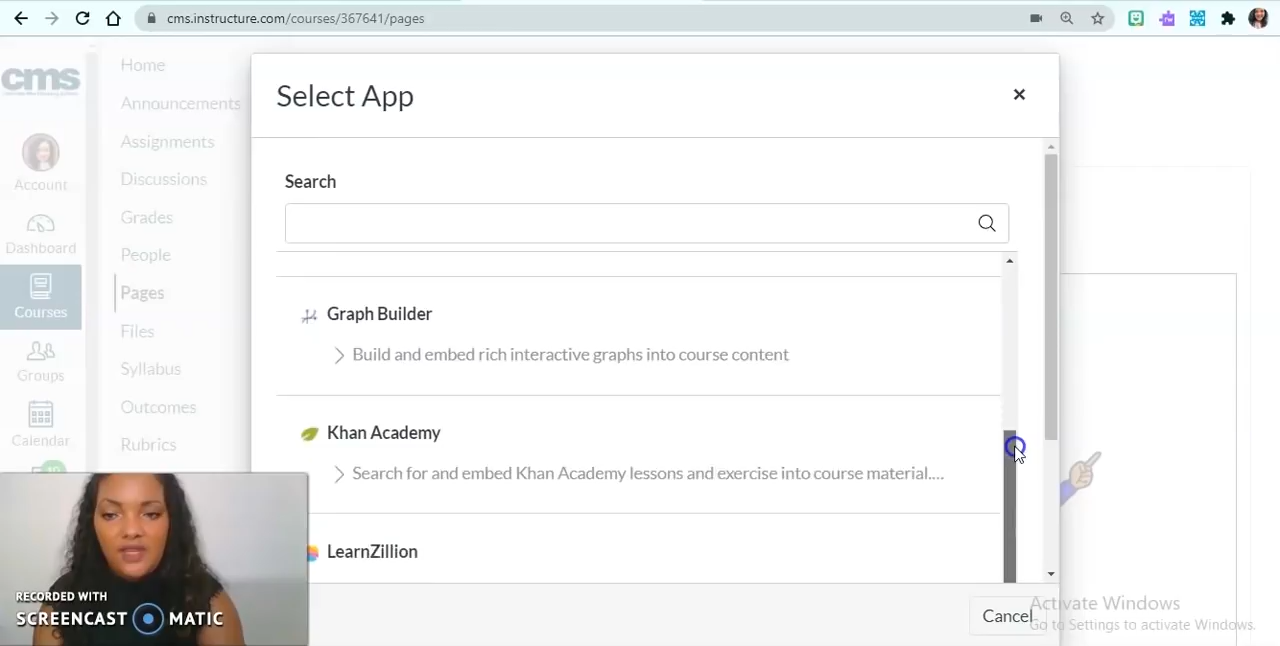 cms.instructure.com/courses/367641/pages
cms
Account
Dashboard
Courses
Groups
Calendar
10
Home
Announcements
Assignments
Discussions
Grades
People
Pages
Files
Syllabus
Outcomes
Rubrics
Select App
Search
Graph Builder
Build and embed rich interactive graphs into course content
Khan Academy
Search for and embed Khan Academy lessons and exercise into course material....
LearnZillion
Cancel
Activate Windows
Go to Settings to activate Windows.
RECORDED WITH
SCREENCAST MATIC